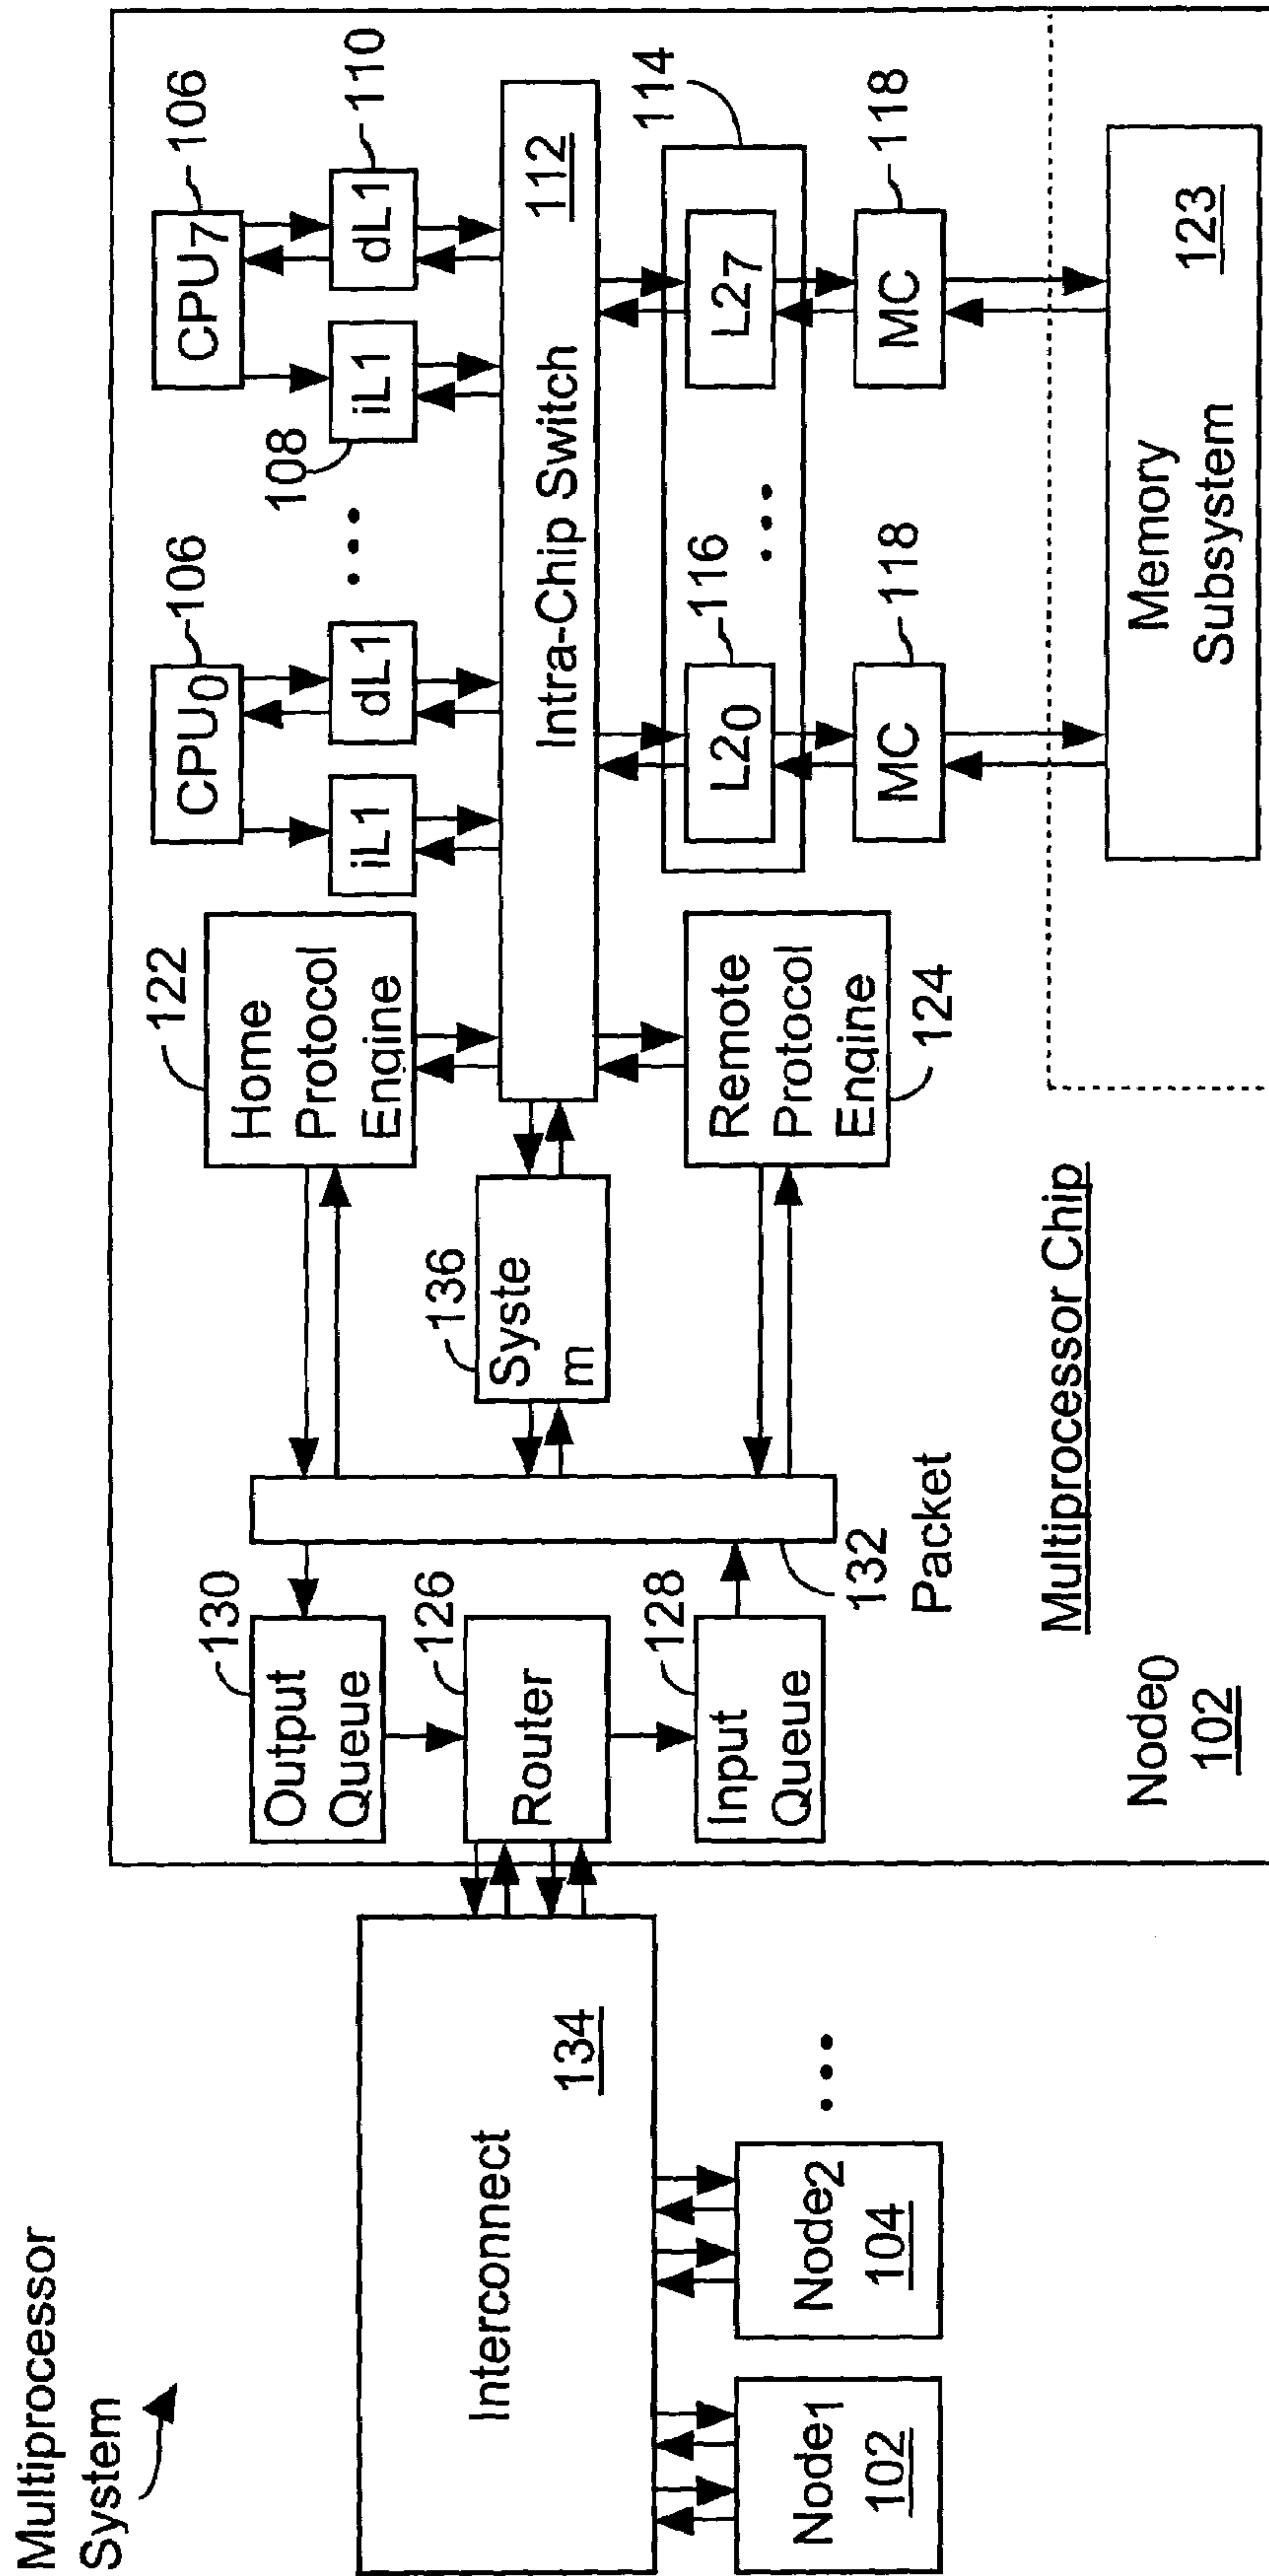 Multiprocessor
System
Interconnect
134
Node1
102
Node2
104
...
130
Output
Queue
126
Router
128
Input
Queue
132
Packet
136
Syste
m
122
Home
Protocol
Engine
Remote
Protocol
Engine
124
CPU0
106
iL1
dL1
...
CPU7
106
iL1
108
dL1
110
Intra-Chip Switch
112
114
L20
116
...
L27
MC
118
MC
118
Memory
Subsystem
123
Multiprocessor Chip
Node0
102